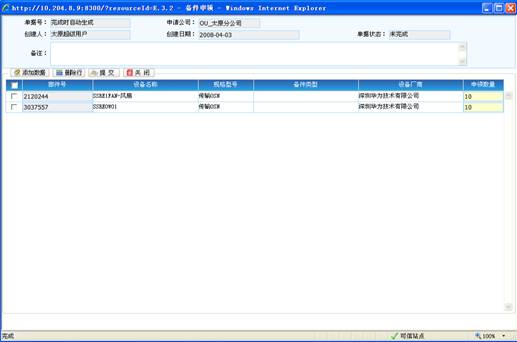 http://10.204.8.9:8300/?resourceId=R.3.2 - 备件申领 - Windows Internet Explorer
单据号： 完成时自动生成 申请公司： OU_太原分公司
创建人： 太原超级用户 创建日期： 2008-04-03 单据状态： 未完成
备注：
添加数据 删除行 提 交 关 闭
部件号 设备名称 规格型号 备件类型 设备厂商 申领数量
2120244 SSRE1FAN-风扇 传输OSN 深圳华为技术有限公司 10
3037557 传输OSN 深圳华为技术有限公司 10
完成 可信站点 100%